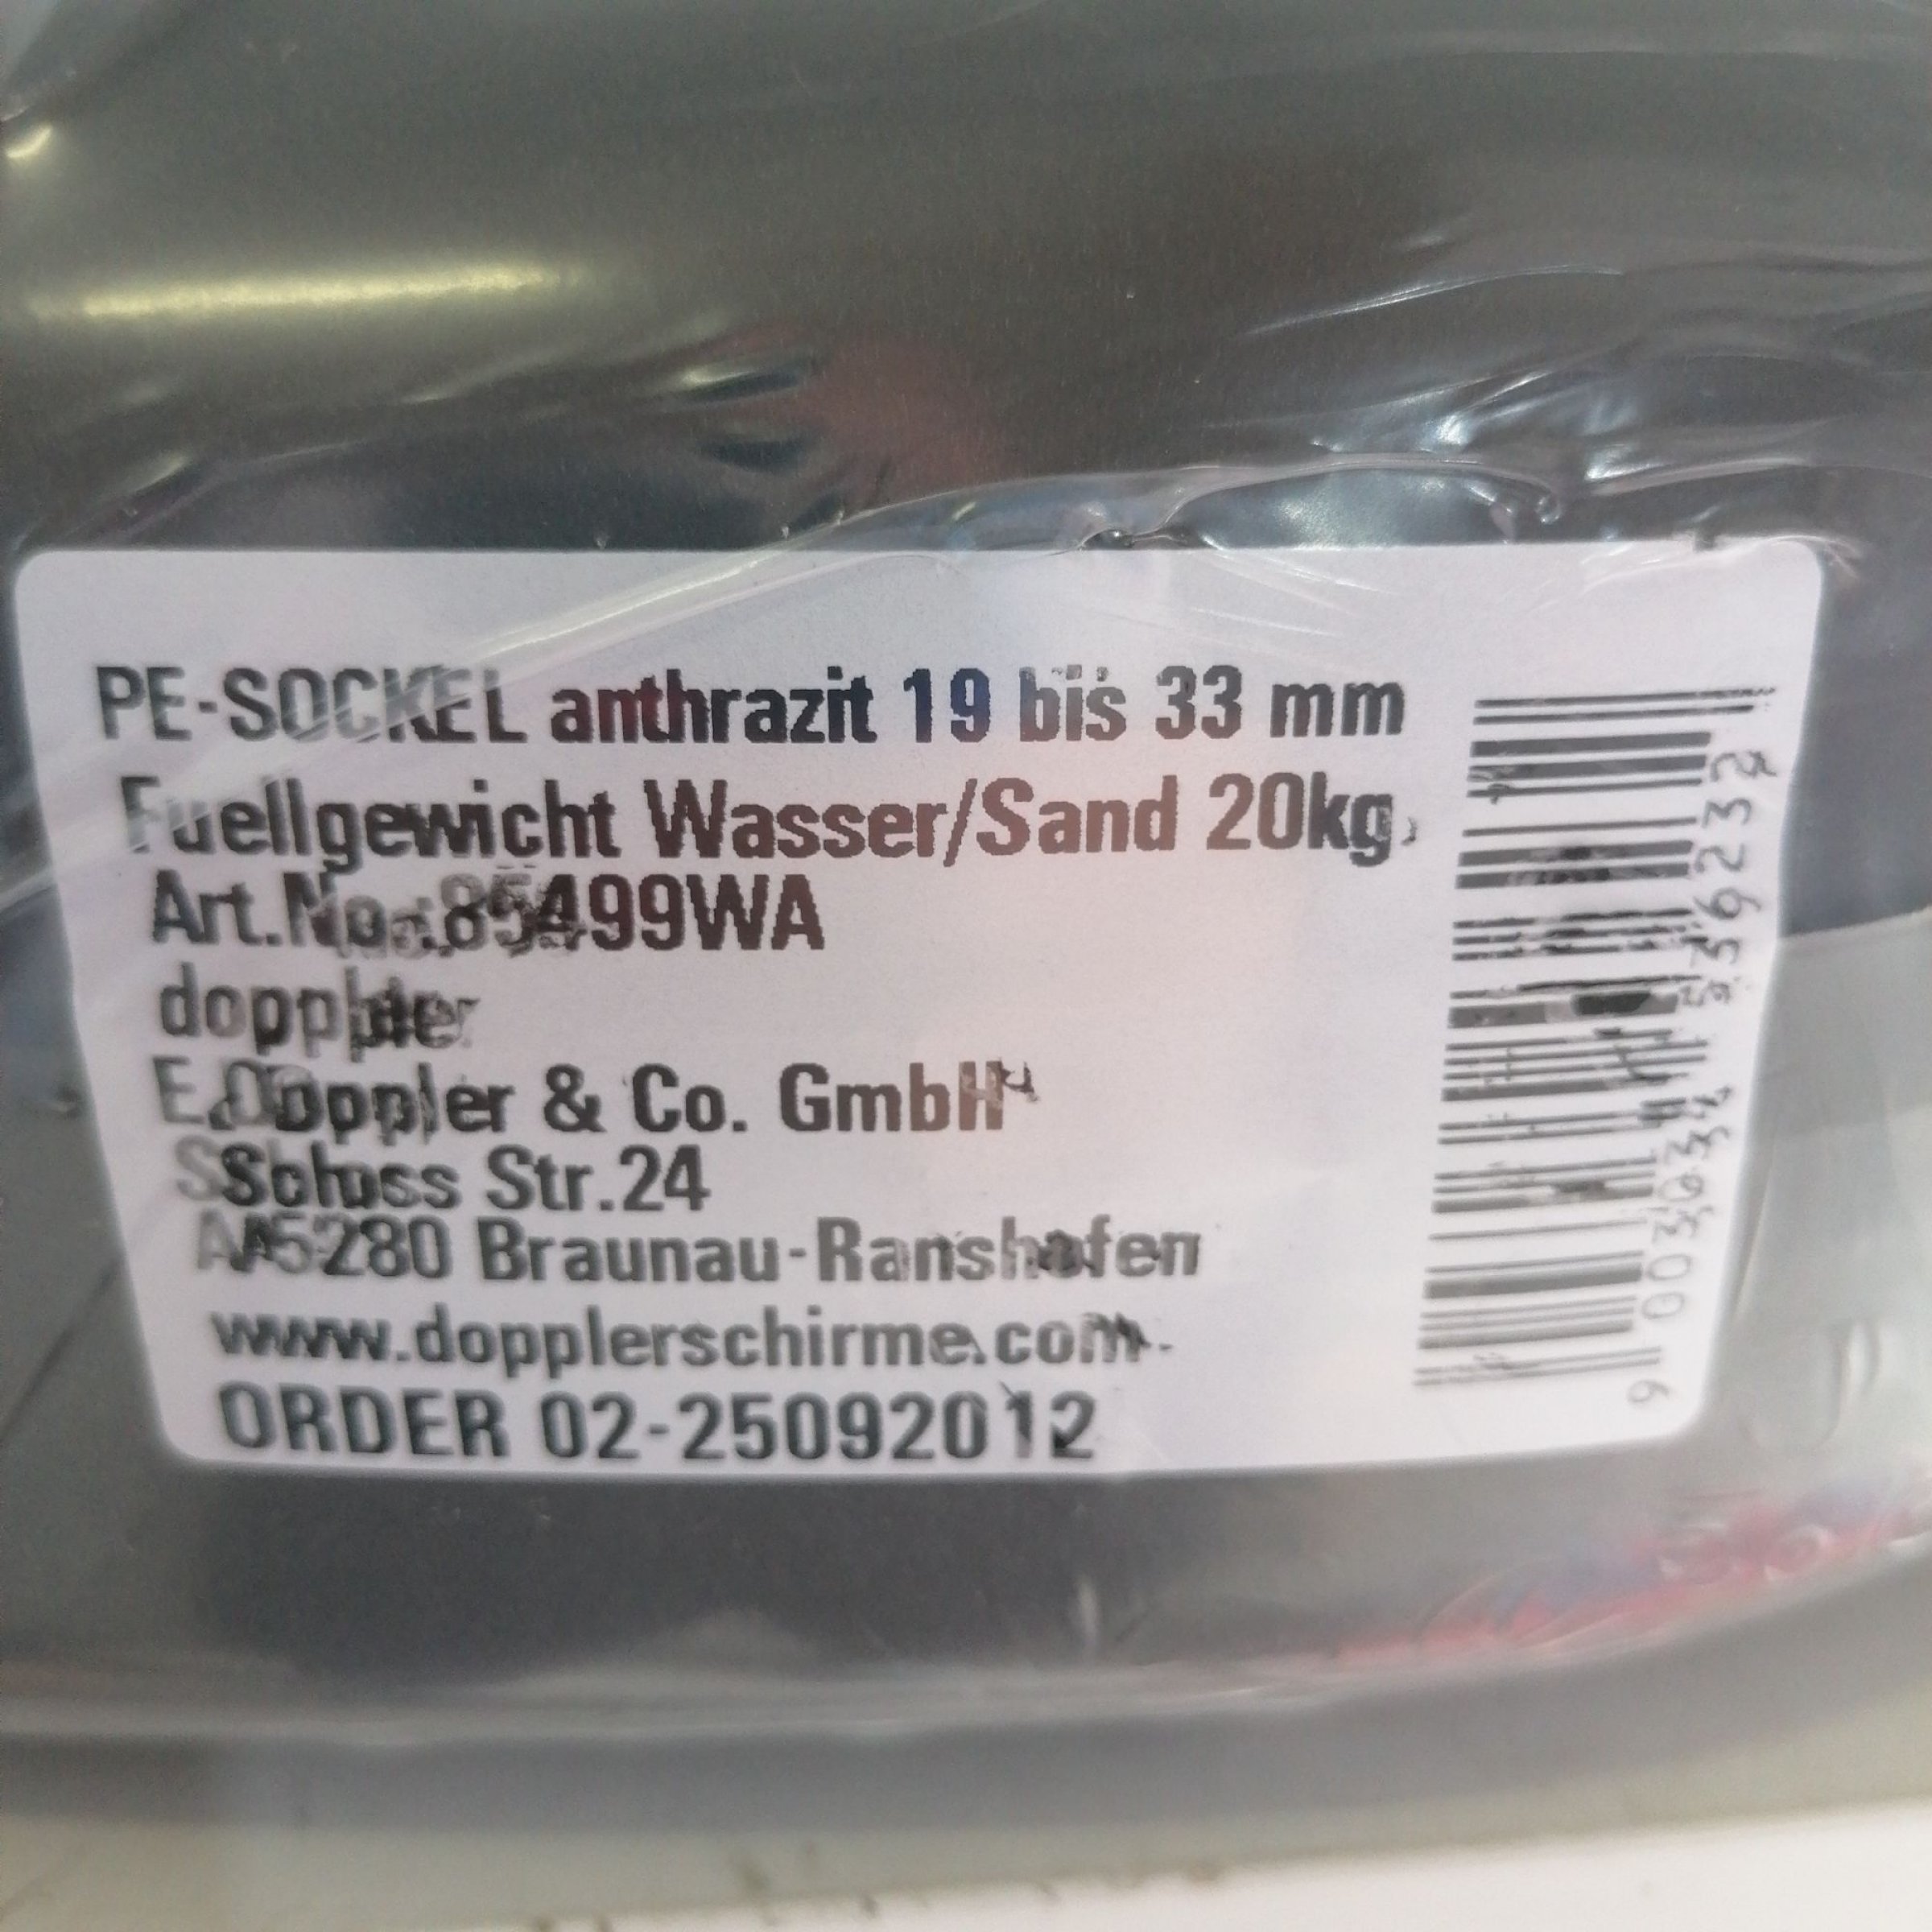 PE-SOCKEL anthrazit 19 bis 33 mm
Fuellgewicht Wasser/Sand 20kg
Art.No.:85499WA
doppler
E.Doppler & Co. GmbH
Schloss Str.24
A-5280 Braunau-Ranshofen
www.dopplerschirme.com
ORDER 02-25092012